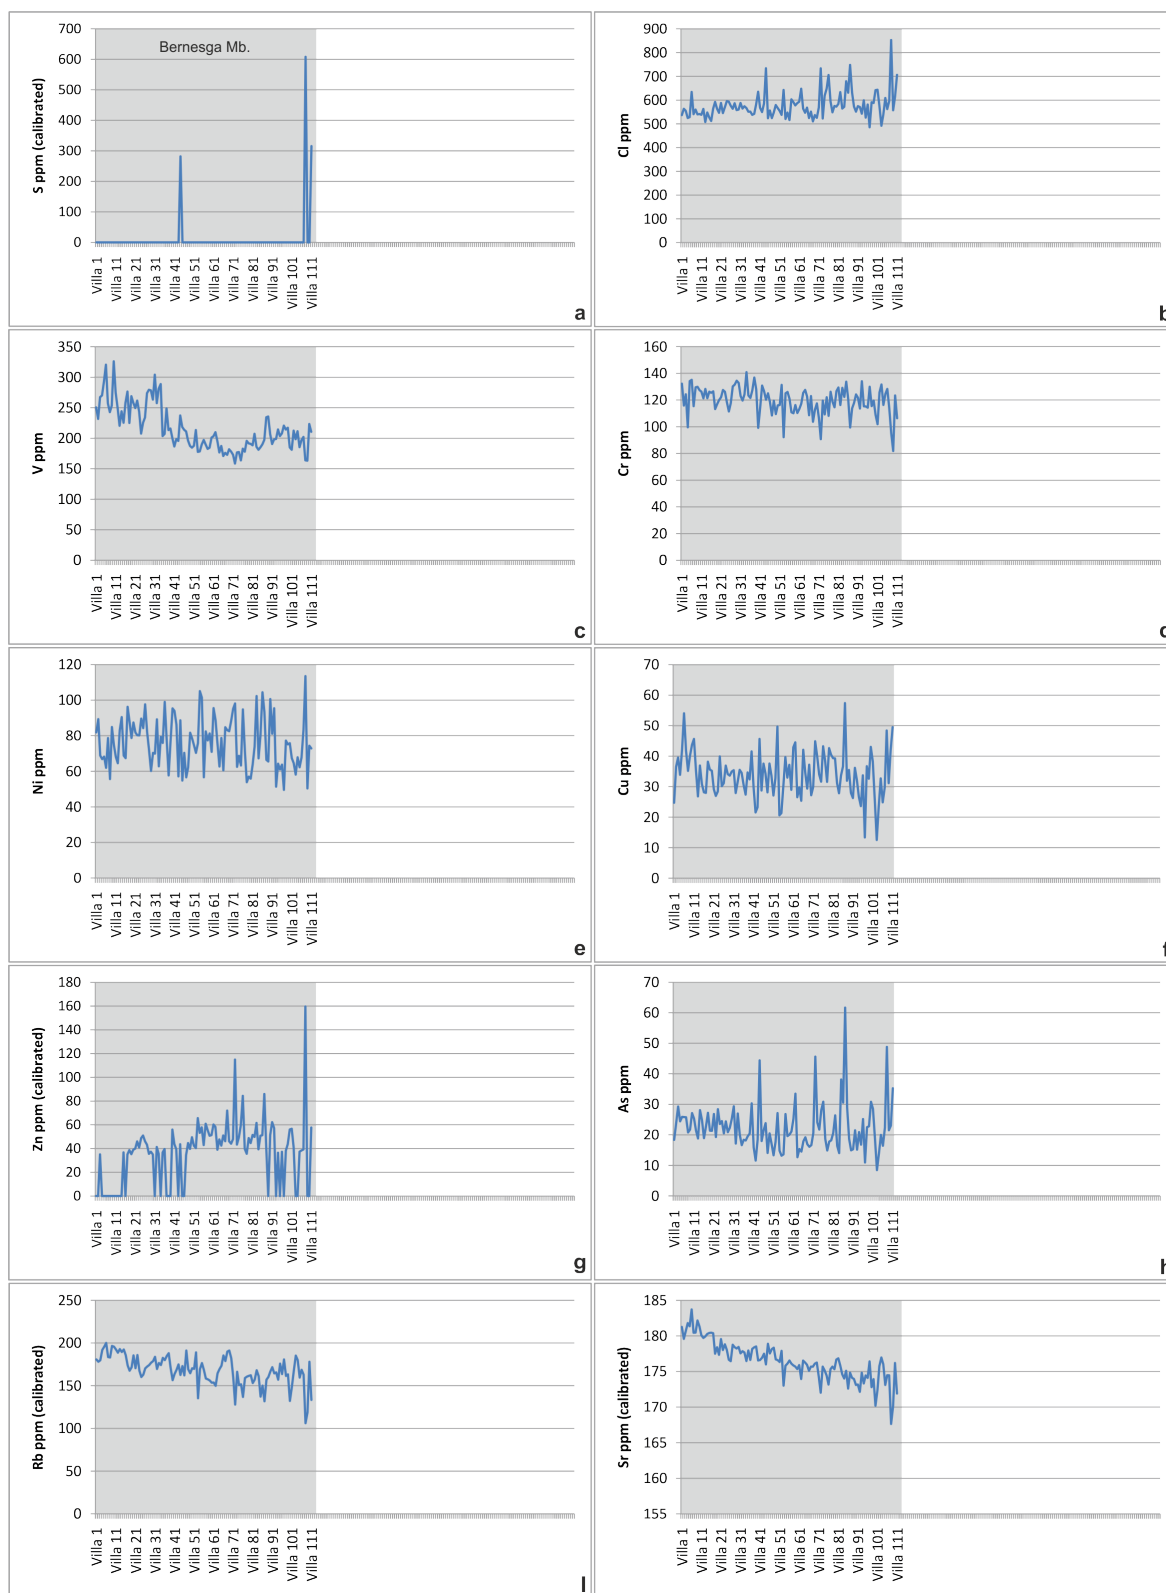 Bernesga Mb.
S ppm (calibrated)
700
600
500
400
300
200
100
0
Villa 1
Villa 11
Villa 21
Villa 31
Villa 41
Villa 51
Villa 61
Villa 71
Villa 81
Villa 91
Villa 101
Villa 111
a
Cl ppm
900
800
700
600
500
400
300
200
100
0
Villa 1
Villa 11
Villa 21
Villa 31
Villa 41
Villa 51
Villa 61
Villa 71
Villa 81
Villa 91
Villa 101
Villa 111
b
V ppm
350
300
250
200
150
100
50
0
Villa 1
Villa 11
Villa 21
Villa 31
Villa 41
Villa 51
Villa 61
Villa 71
Villa 81
Villa 91
Villa 101
Villa 111
c
Cr ppm
160
140
120
100
80
60
40
20
0
Villa 1
Villa 11
Villa 21
Villa 31
Villa 41
Villa 51
Villa 61
Villa 71
Villa 81
Villa 91
Villa 101
Villa 111
Ni ppm
120
100
80
60
40
20
0
Villa 1
Villa 11
Villa 21
Villa 31
Villa 41
Villa 51
Villa 61
Villa 71
Villa 81
Villa 91
Villa 101
Villa 111
e
Cu ppm
70
60
50
40
30
20
10
0
Villa 1
Villa 11
Villa 21
Villa 31
Villa 41
Villa 51
Villa 61
Villa 71
Villa 81
Villa 91
Villa 101
Villa 111
f
Zn ppm (calibrated)
180
160
140
120
100
80
60
40
20
0
Villa 1
Villa 11
Villa 21
Villa 31
Villa 41
Villa 51
Villa 61
Villa 71
Villa 81
Villa 91
Villa 101
Villa 111
g
As ppm
70
60
50
40
30
20
10
0
Villa 1
Villa 11
Villa 21
Villa 31
Villa 41
Villa 51
Villa 61
Villa 71
Villa 81
Villa 91
Villa 101
Villa 111
h
Rb ppm (calibrated)
250
200
150
100
50
0
Villa 1
Villa 11
Villa 21
Villa 31
Villa 41
Villa 51
Villa 61
Villa 71
Villa 81
Villa 91
Villa 101
Villa 111
I
Sr ppm (calibrated)
185
180
175
170
165
160
155
Villa 1
Villa 11
Villa 21
Villa 31
Villa 41
Villa 51
Villa 61
Villa 71
Villa 81
Villa 91
Villa 101
Villa 111